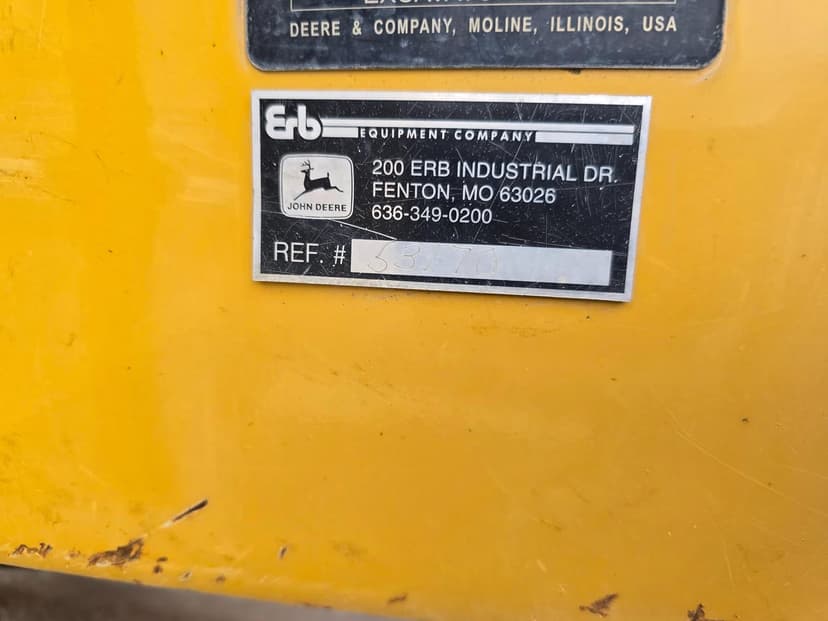 DEERE & COMPANY, MOLINE, ILLINOIS, USA
Erb
EQUIPMENT COMPANY
200 ERB INDUSTRIAL DR.
FENTON, MO 63026
636-349-0200
JOHN DEERE
REF. #